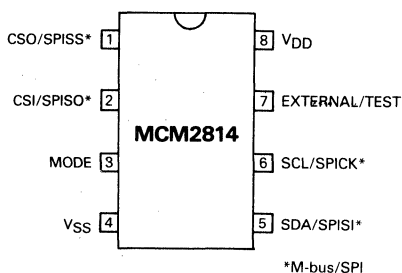 CSO/SPISS* 1
8 VDD
CSI/SPISO* 2
7 EXTERNAL/TEST
MCM2814
MODE 3
6 SCL/SPICK*
VSS 4
5 SDA/SPISI*
*M-bus/SPI